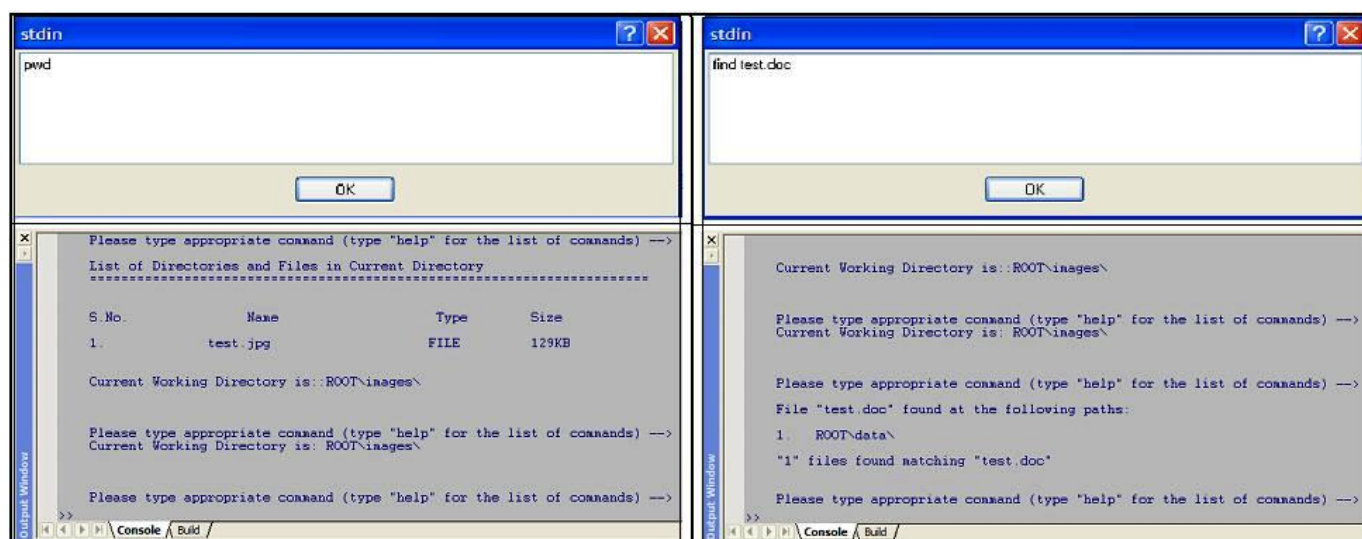 stdin
pwd
OK
Please type appropriate command (type "help" for the list of commands) -->
List of Directories and Files in Current Directory
======================================================================
S.No. Name Type Size
1. test.jpg FILE 129KB
Current Working Directory is::ROOT\images\
Please type appropriate command (type "help" for the list of commands) -->
Current Working Directory is: ROOT\images\
Please type appropriate command (type "help" for the list of commands) -->
>>
Output Window
Console Build
stdin
find test.doc
OK
Current Working Directory is::ROOT\images\
Please type appropriate command (type "help" for the list of commands) -->
Current Working Directory is: ROOT\images\
Please type appropriate command (type "help" for the list of commands) -->
File "test.doc" found at the following paths:
1. ROOT\data\
"1" files found matching "test.doc"
Please type appropriate command (type "help" for the list of commands) -->
>>
Output Window
Console Build